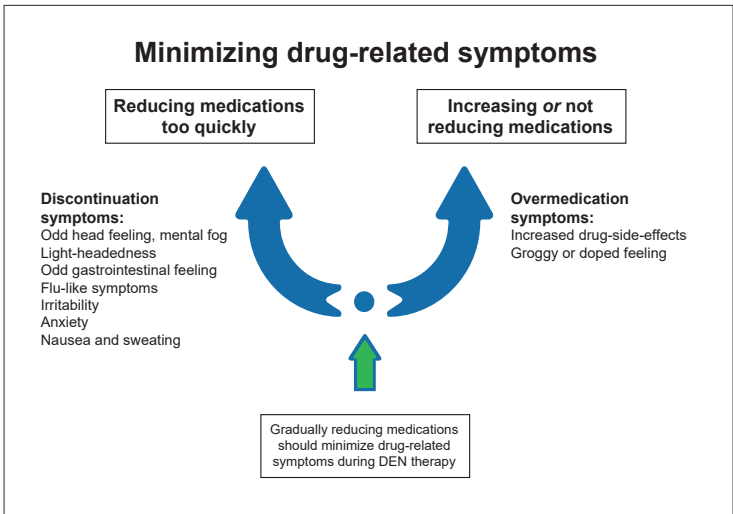 Minimizing drug-related symptoms
Reducing medications
too quickly
Increasing or not
reducing medications
Discontinuation
symptoms:
Odd head feeling, mental fog
Light-headedness
Odd gastrointestinal feeling
Flu-like symptoms
Irritability
Anxiety
Nausea and sweating
Overmedication
symptoms:
Increased drug-side-effects
Groggy or doped feeling
Gradually reducing medications
should minimize drug-related
symptoms during DEN therapy